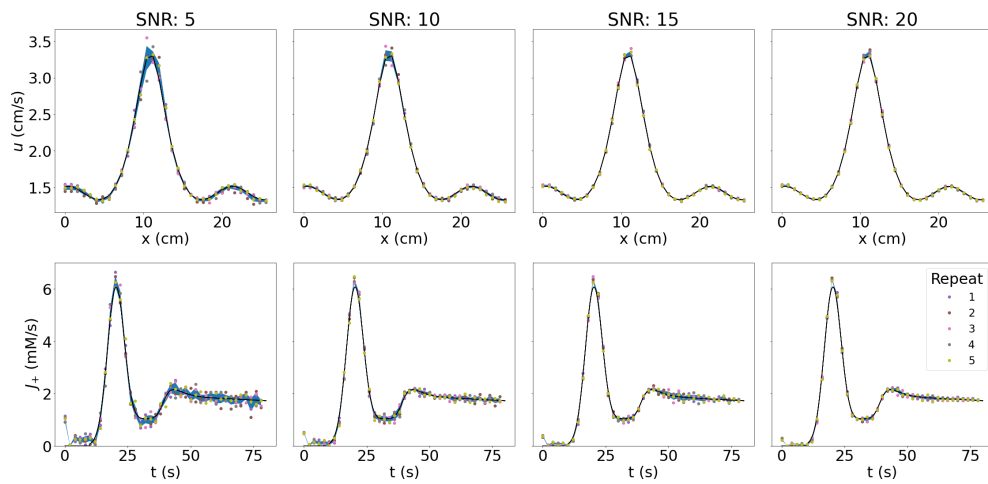 SNR: 5 SNR: 10 SNR: 15 SNR: 20
3.5
3.0
2.5
2.0
1.5
u (cm/s)
0 10 20 0 10 20 0 10 20 0 10 20
x (cm) x (cm) x (cm) x (cm)
6
4
2
0
J+ (mM/s)
Repeat
1
2
3
4
5
0 25 50 75 0 25 50 75 0 25 50 75 0 25 50 75
t (s) t (s) t (s) t (s)